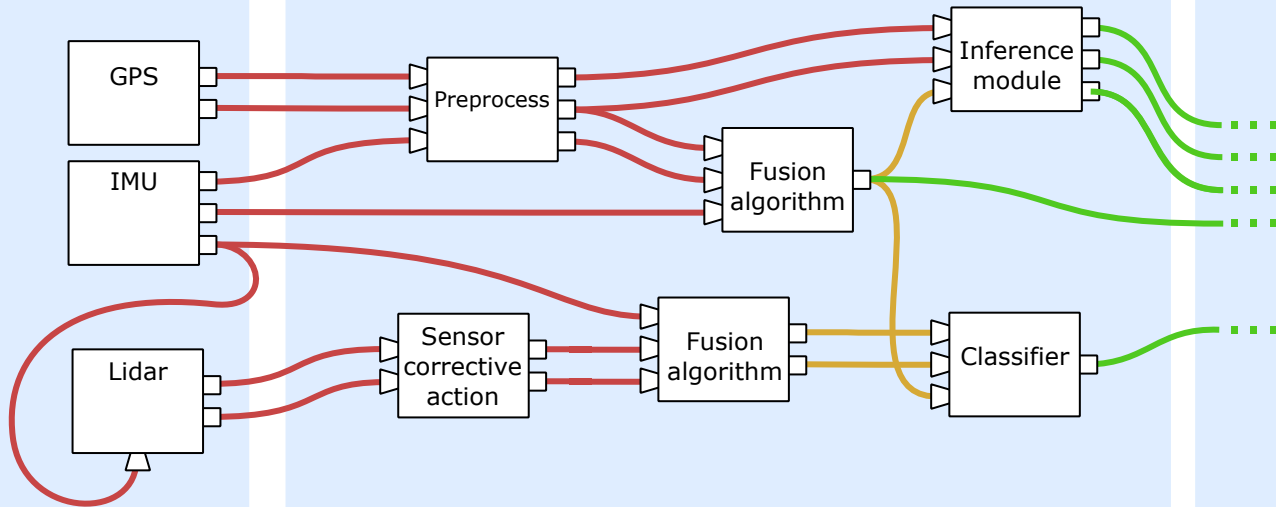 GPS
IMU
Lidar
Preprocess
Sensor
corrective
action
Fusion
algorithm
Fusion
algorithm
Inference
module
Classifier